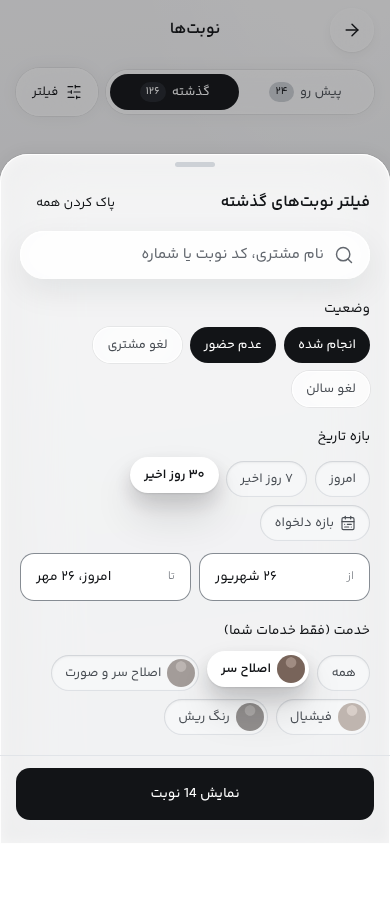 نوبت‌ها
پیش رو ۲۴
گذشته ۱۲۶
فیلتر
فیلتر نوبت‌های گذشته
پاک کردن همه
نام مشتری، کد نوبت یا شماره
وضعیت
انجام شده
عدم حضور
لغو مشتری
لغو سالن
بازه تاریخ
امروز
۷ روز اخیر
۳۰ روز اخیر
بازه دلخواه
از ۲۶ شهریور
تا امروز، ۲۶ مهر
خدمت (فقط خدمات شما)
همه
اصلاح سر
اصلاح سر و صورت
فیشیال
رنگ ریش
نمایش 14 نوبت